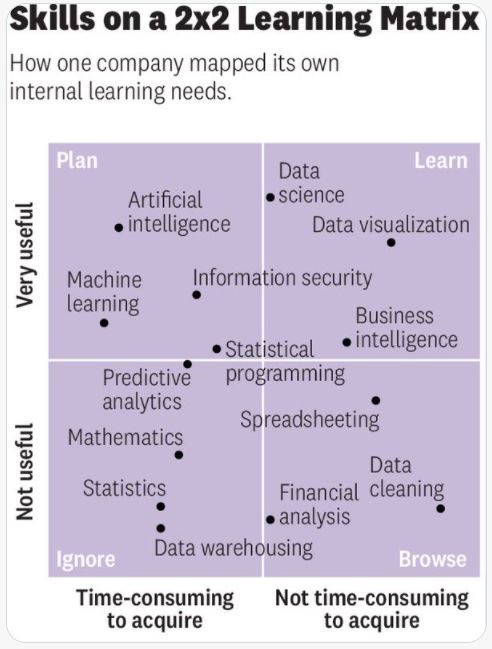 Skills on a 2x2 Learning Matrix
How one company mapped its own
internal learning needs.
Plan
Learn
Data
science
Artificial
intelligence
Data visualization
Machine
learning
Information security
Business
intelligence
Statistical
programming
Predictive
analytics
Spreadsheeting
Mathematics
Data
cleaning
Statistics
Financial
analysis
Data warehousing
Ignore
Browse
Very useful
Not useful
Time-consuming
to acquire
Not time-consuming
to acquire